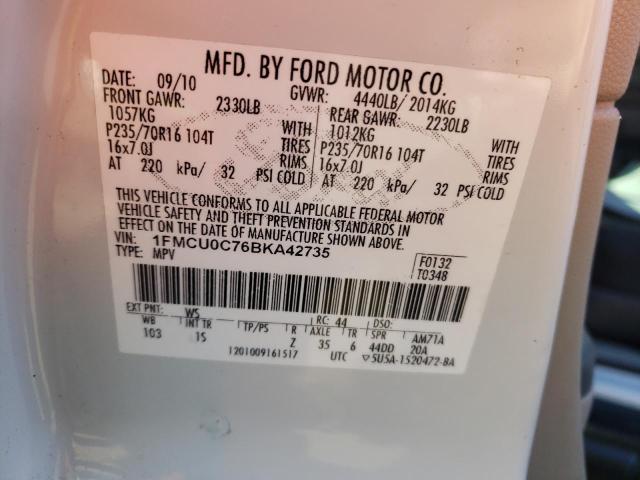 MFD. BY FORD MOTOR CO.
DATE: 09/10 GVWR: 4440LB/ 2014KG
FRONT GAWR: 2330LB REAR GAWR: 2230LB
1057KG WITH 1012KG WITH
P235/70R16 104T TIRES P235/70R16 104T TIRES
16x7.0J RIMS 16x7.0J RIMS
AT 220 kPa/ 32 PSI COLD AT 220 kPa/ 32 PSI COLD
THIS VEHICLE CONFORMS TO ALL APPLICABLE FEDERAL MOTOR
VEHICLE SAFETY AND THEFT PREVENTION STANDARDS IN
EFFECT ON THE DATE OF MANUFACTURE SHOWN ABOVE.
VIN: 1FMCU0C76BKA42735 F0132
TYPE: MPV T0348
EXT PNT: WS RC: 44 DSO:
WB INT TR TP/PS R AXLE TR SPR AM71A
103 1S Z 35 6 44DD 20A
1201009161517 UTC 5U5A-1520472-BA